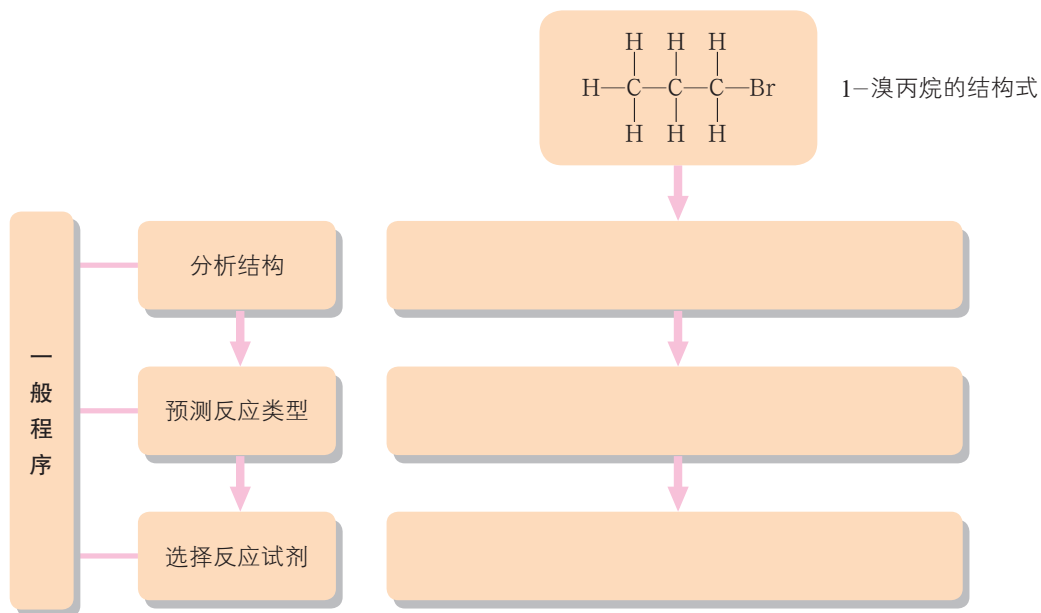 H H H
H—C—C—C—Br
H H H
1-溴丙烷的结构式
一般程序
分析结构
预测反应类型
选择反应试剂